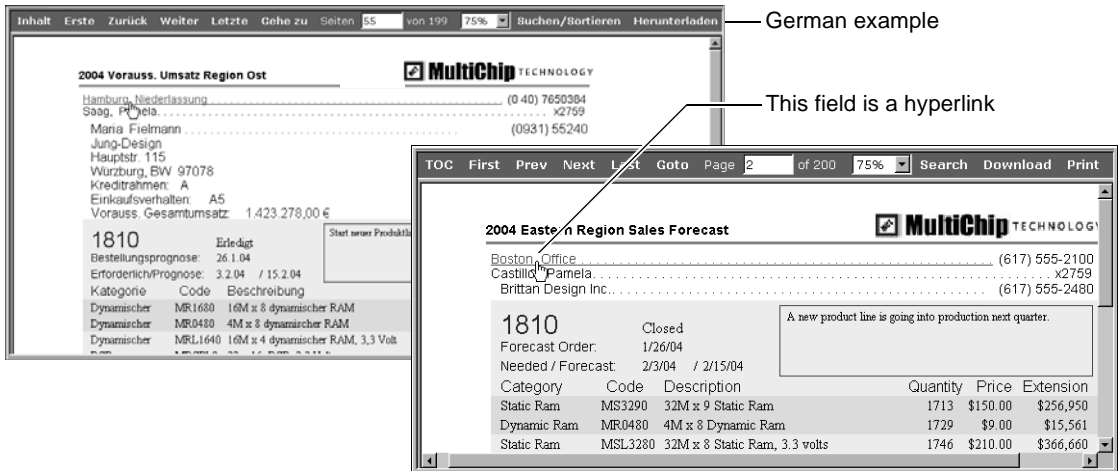 Inhalt Erste Zurück Weiter Letzte Gehe zu Seiten 55 von 199 75% Suchen/Sortieren Herunterladen
German example
2004 Vorauss. Umsatz Region Ost
MultiChip TECHNOLOGY
Hamburg, Niederlassung (0 40) 7650384
Saag, Pamela x2759
This field is a hyperlink
Maria Fielmann (0931) 55240
Jung-Design
Hauptstr. 115
Würzburg, BW 97078
Kreditrahmen: A
Einkaufsverhalten: A5
Vorauss. Gesamtumsatz: 1.423.278,00 €
1810 Erledigt
Start neuer
Bestellungsprognose: 26.1.04
Erforderlich/Prognose: 3.2.04 / 15.2.04
Kategorie Code Beschreibung
Dynamischer MR1680 16M x 8 dynamischer RAM
Dynamischer MR0480 4M x 8 dynamischer RAM
Dynamischer MRL1640 16M x 4 dynamischer RAM, 3,3 Volt
TOC First Prev Next Last Goto Page 2 of 200 75% Search Download Print
MultiChip TECHNOLOG
2004 Eastern Region Sales Forecast
Boston, Office (617) 555-2100
Castillo, Pamela x2759
Brittan Design Inc. (617) 555-2480
1810 Closed
A new product line is going into production next quarter.
Forecast Order: 1/26/04
Needed / Forecast: 2/3/04 / 2/15/04
Category Code Description Quantity Price Extension
Static Ram MS3290 32M x 9 Static Ram 1713 $150.00 $256,950
Dynamic Ram MR0480 4M x 8 Dynamic Ram 1729 $9.00 $15,561
Static Ram MSL3280 32M x 8 Static Ram, 3.3 volts 1746 $210.00 $366,660